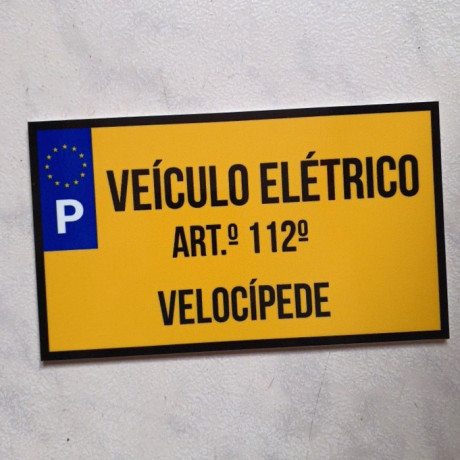 P
VEÍCULO ELÉTRICO
ART.º 112º
VELOCÍPEDE